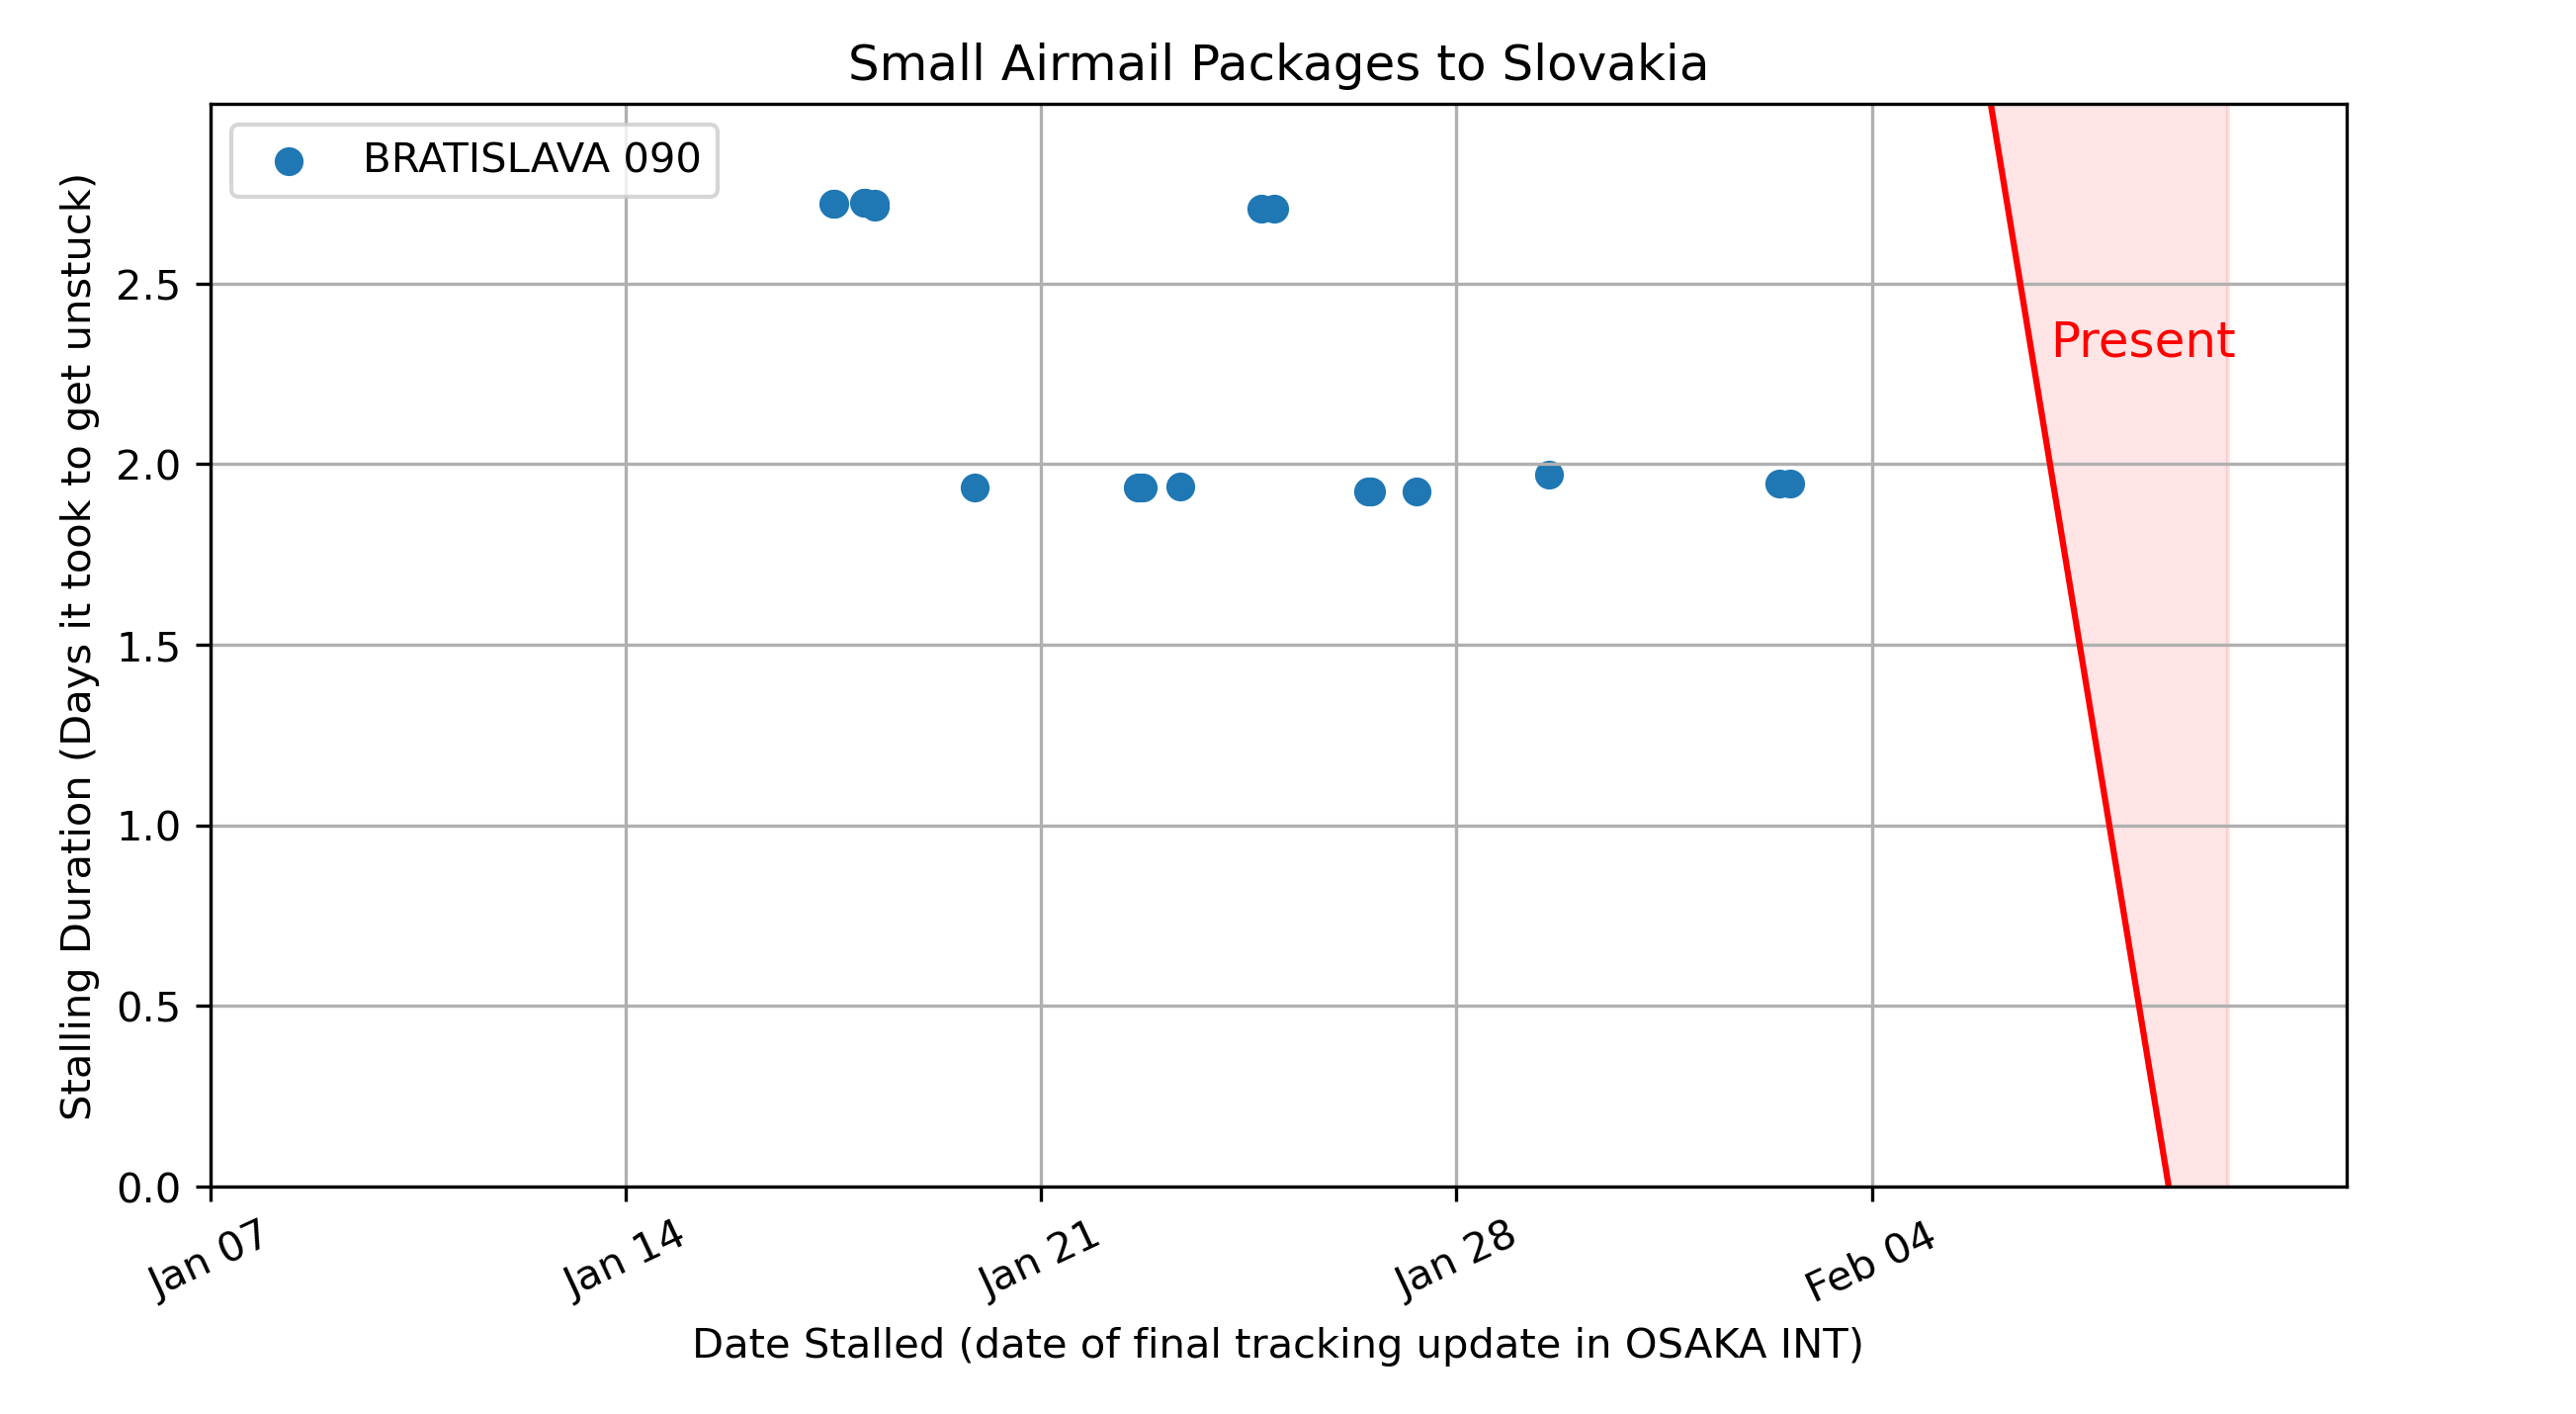 Small Airmail Packages to Slovakia
BRATISLAVA 090
Present
Stalling Duration (Days it took to get unstuck)
2.5
2.0
1.5
1.0
0.5
0.0
Jan 07
Jan 14
Jan 21
Jan 28
Feb 04
Date Stalled (date of final tracking update in OSAKA INT)